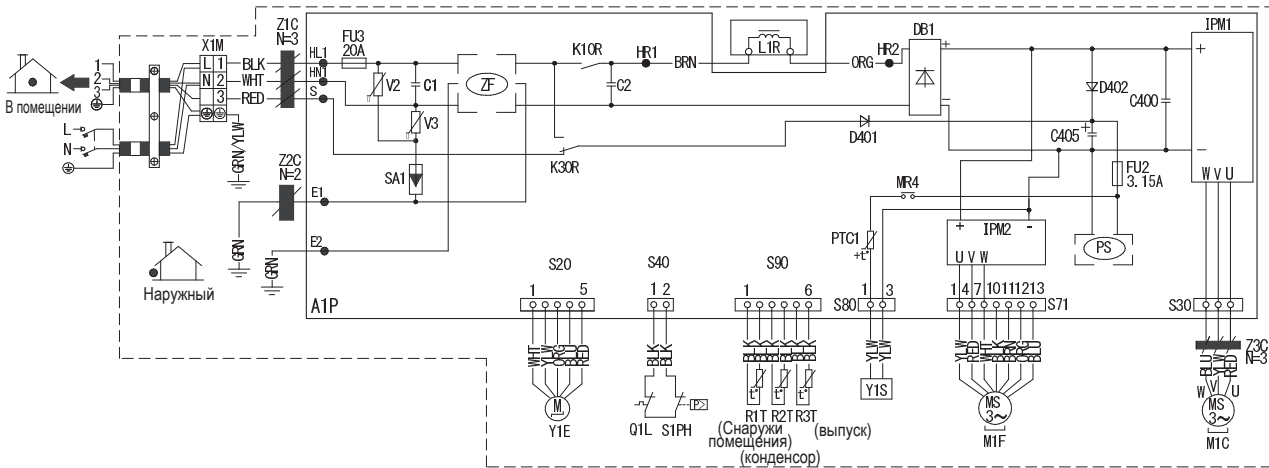 Z1C
N=3
FU3
20A
X1M
HL1
HN1
S
L 1
N 2
3
BLK
WHT
RED
1
2
3
В помещении
L
N
GRN/YLW
V2
C1
V3
SA1
ZF
K10R
C2
HR1
BRN
L1R
ORG
HR2
DB1
+
−
IPM1
+
−
D402
C400
C405
+
D401
K30R
FU2
3.15A
W V U
Z2C
N=2
E1
E2
GRN
GRN
Наружный
A1P
MR4
PTC1
+t°
+ IPM2 -
U V W
PS
S20
1 5
S40
1 2
S90
1 6
1 3
S80
1 4 7 10 11 12 13
S71
S30
WHT
YLW
ORG
BLU
RED
M
Y1E
BLK
BLK
P>
Q1L S1PH
BLK
BLK
BLK
BLK
BLK
BLK
t° t° t°
R1T R2T R3T
(Снаружи
помещения)
(конденсор)
(выпуск)
YLW
YLW
Y1S
YLW
RED
WHT
BLK
BRN
ORG
BLU
MS
3~
M1F
Z3C
N=3
BLU
YLW
RED
W V U
MS
3~
M1C